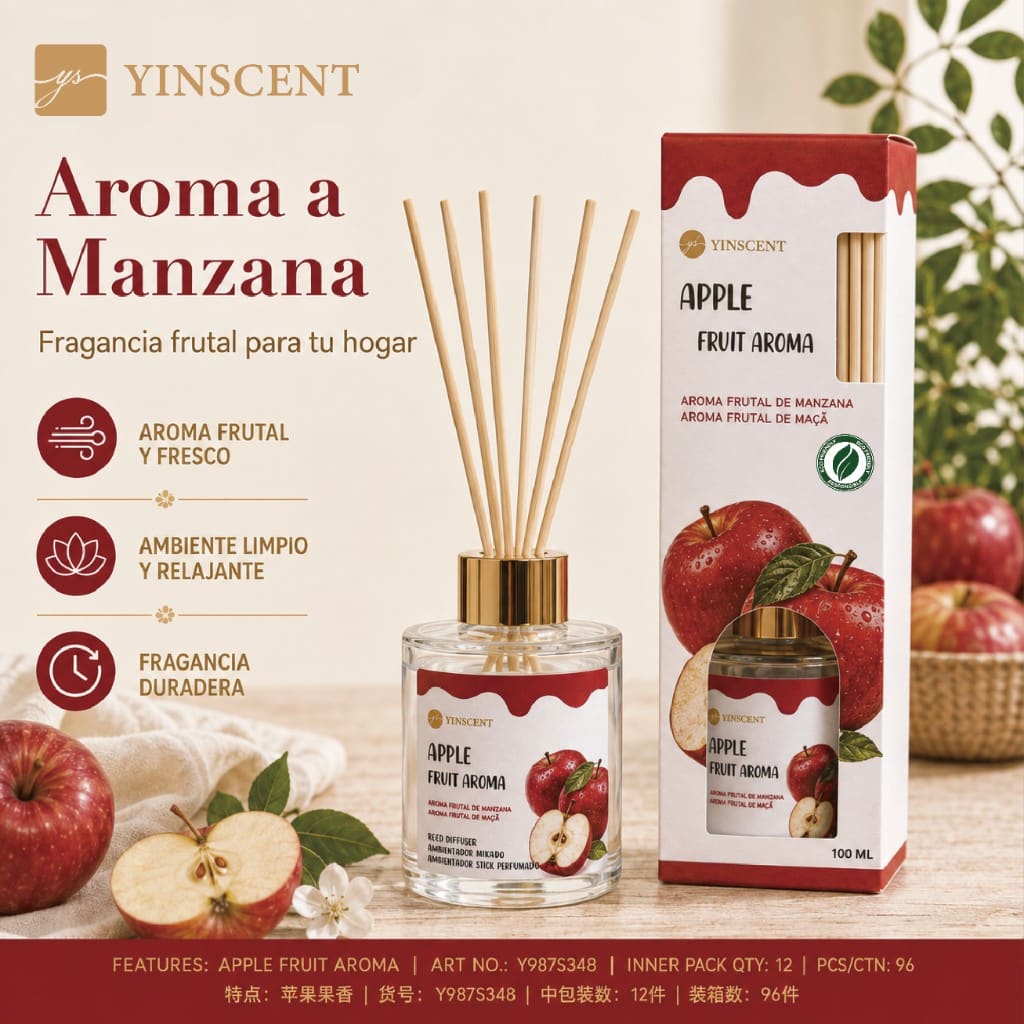 ys YINSCENT
Aroma a
Manzana
Fragancia frutal para tu hogar
AROMA FRUTAL
Y FRESCO
AMBIENTE LIMPIO
Y RELAJANTE
FRAGANCIA
DURADERA
ys YINSCENT
APPLE
FRUIT AROMA
AROMA FRUTAL DE MANZANA
AROMA FRUTAL DE MAÇÃ
REED DIFFUSER
AMBIENTADOR MIKADO
AMBIENTADOR STICK PERFUMADO
ys YINSCENT
APPLE
FRUIT AROMA
AROMA FRUTAL DE MANZANA
AROMA FRUTAL DE MAÇÃ
ECO FRIENDLY
ECO FRIENDLY
RESPONSIBLE
ys YINSCENT
APPLE
FRUIT AROMA
AROMA FRUTAL DE MANZANA
AROMA FRUTAL DE MAÇÃ
100 ML
FEATURES: APPLE FRUIT AROMA | ART NO.: Y987S348 | INNER PACK QTY: 12 | PCS/CTN: 96
特点：苹果果香 | 货号：Y987S348 | 中包装数：12件 | 装箱数：96件